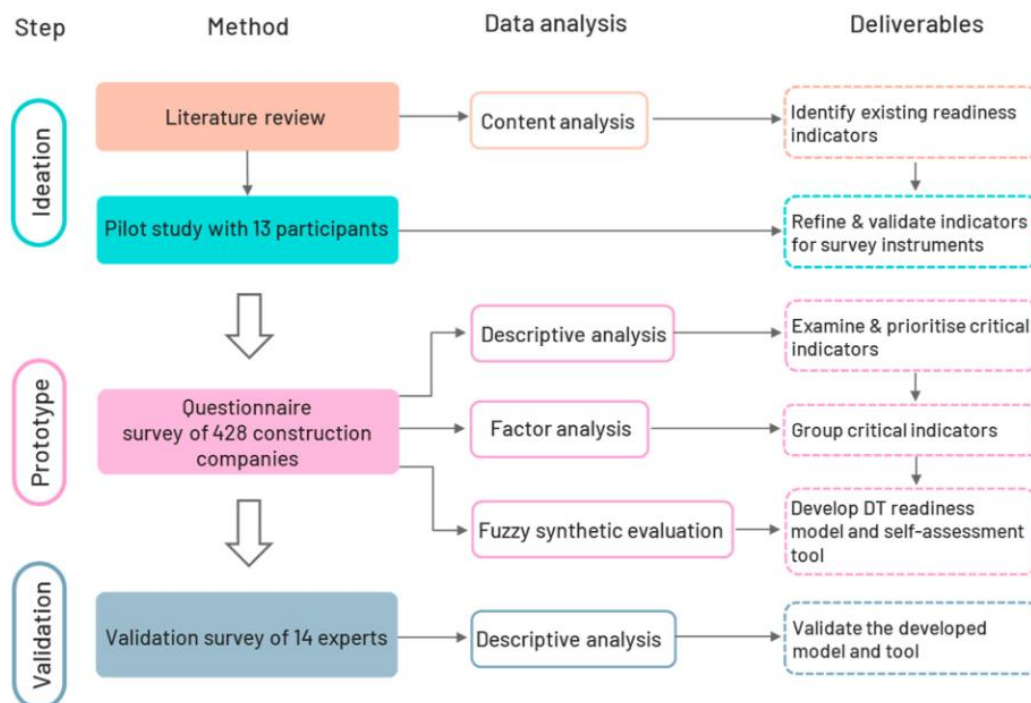 Step
Method
Data analysis
Deliverables
Ideation
Literature review
Content analysis
Identify existing readiness
indicators
Pilot study with 13 participants
Refine & validate indicators
for survey instruments
Prototype
Questionnaire
survey of 428 construction
companies
Descriptive analysis
Examine & prioritise critical
indicators
Factor analysis
Group critical indicators
Fuzzy synthetic evaluation
Develop DT readiness
model and self-assessment
tool
Validation
Validation survey of 14 experts
Descriptive analysis
Validate the developed
model and tool